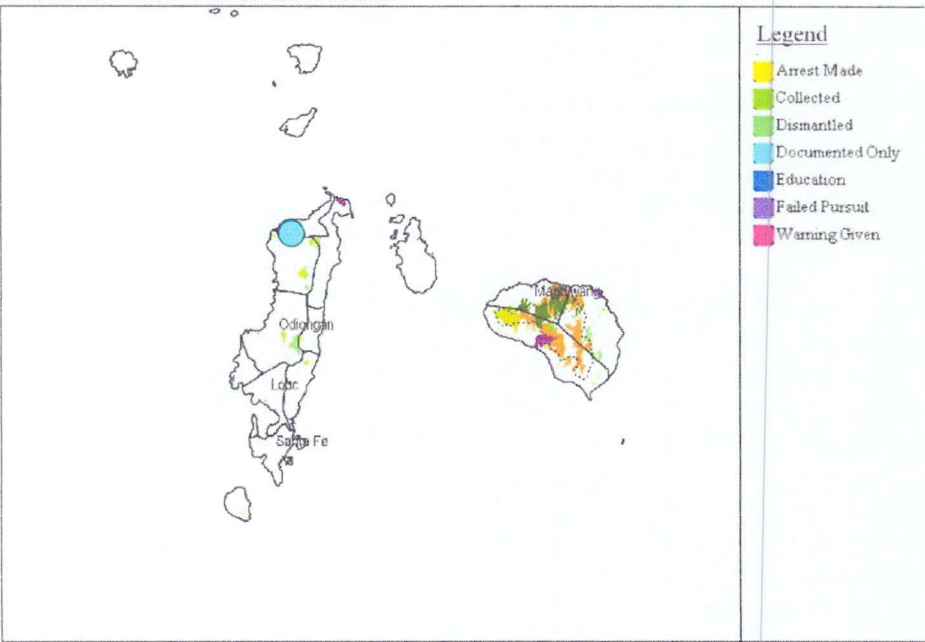 Legend
Arrest Made
Collected
Dismantled
Documented Only
Education
Failed Pursuit
Warning Given
Odiongan
Looc
Santa Fe